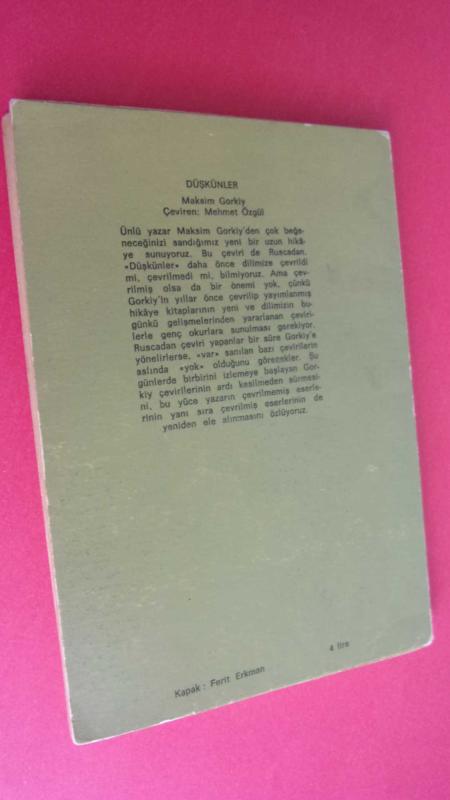 DÜŞKÜNLER
Maksim Gorkiy
Çeviren: Mehmet Özgül
Ünlü yazar Maksim Gorkiy'den çok beğe-
neceğinizi sandığımız yeni bir uzun hikâ-
ye sunuyoruz. Bu çeviri de Ruscadan.
«Düşkünler» daha önce dilimize çevrildi
mi, çevrilmedi mi, bilmiyoruz. Ama çev-
rilmiş olsa da bir önemi yok, çünkü
Gorkiy'in yıllar önce çevrilip yayımlanmış
hikâye kitaplarının yeni ve dilimizin bu-
günkü gelişmelerinden yararlanan çeviri-
lerle genç okurlara sunulması gerekiyor.
Ruscadan çeviri yapanlar bir süre Gorkiy'e
yönelirlerse, «var» sanılan bazı çevirilerin
aslında «yok» olduğunu görecekler. Şu
günlerde birbirini izlemeye başlayan Gor-
kiy çevirilerinin ardı kesilmeden sürmesi-
ni, bu yüce yazarın çevrilmemiş eserle-
rinin yanı sıra çevrilmiş eserlerinin de
yeniden ele alınmasını özlüyoruz.
4 lira
Kapak : Ferit Erkman